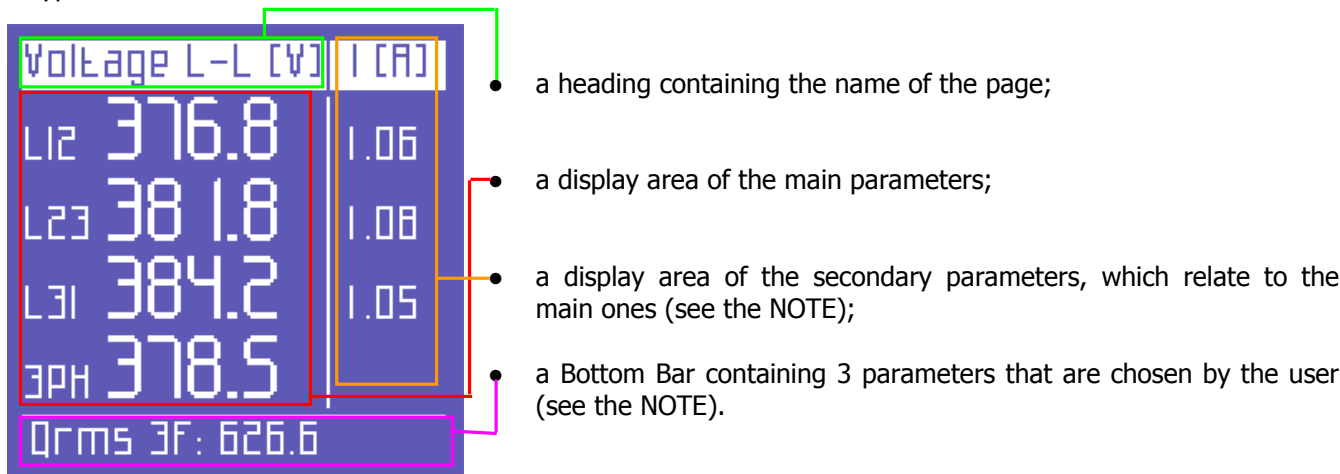 Voltage L-L [V] I [A]
L12 376.8 1.06
L23 381.8 1.08
L31 384.2 1.05
3PH 378.5
Qrms 3F: 626.6
• a heading containing the name of the page;
• a display area of the main parameters;
• a display area of the secondary parameters, which relate to the
main ones (see the NOTE);
• a Bottom Bar containing 3 parameters that are chosen by the user
(see the NOTE).